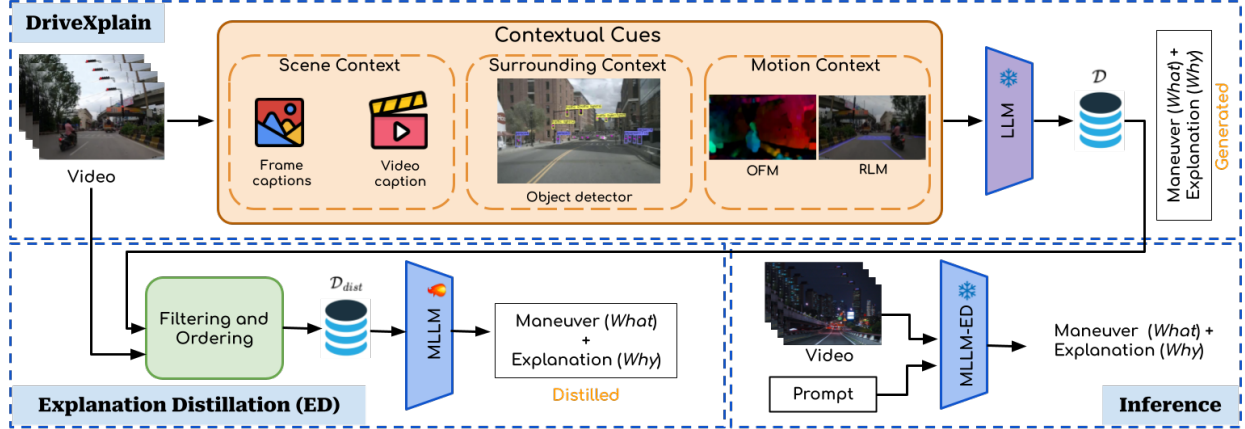 DriveXplain
Video
Contextual Cues
Scene Context
Frame
captions
Video
caption
Surrounding Context
Object detector
Motion Context
OFM
RLM
LLM
𝒟
Maneuver (What) +
Explanation (Why)
Generated
Filtering and
Ordering
𝒟dist
MLLM
Maneuver (What)
+
Explanation (Why)
Distilled
Explanation Distillation (ED)
Video
Prompt
MLLM-ED
Maneuver (What) +
Explanation (Why)
Inference